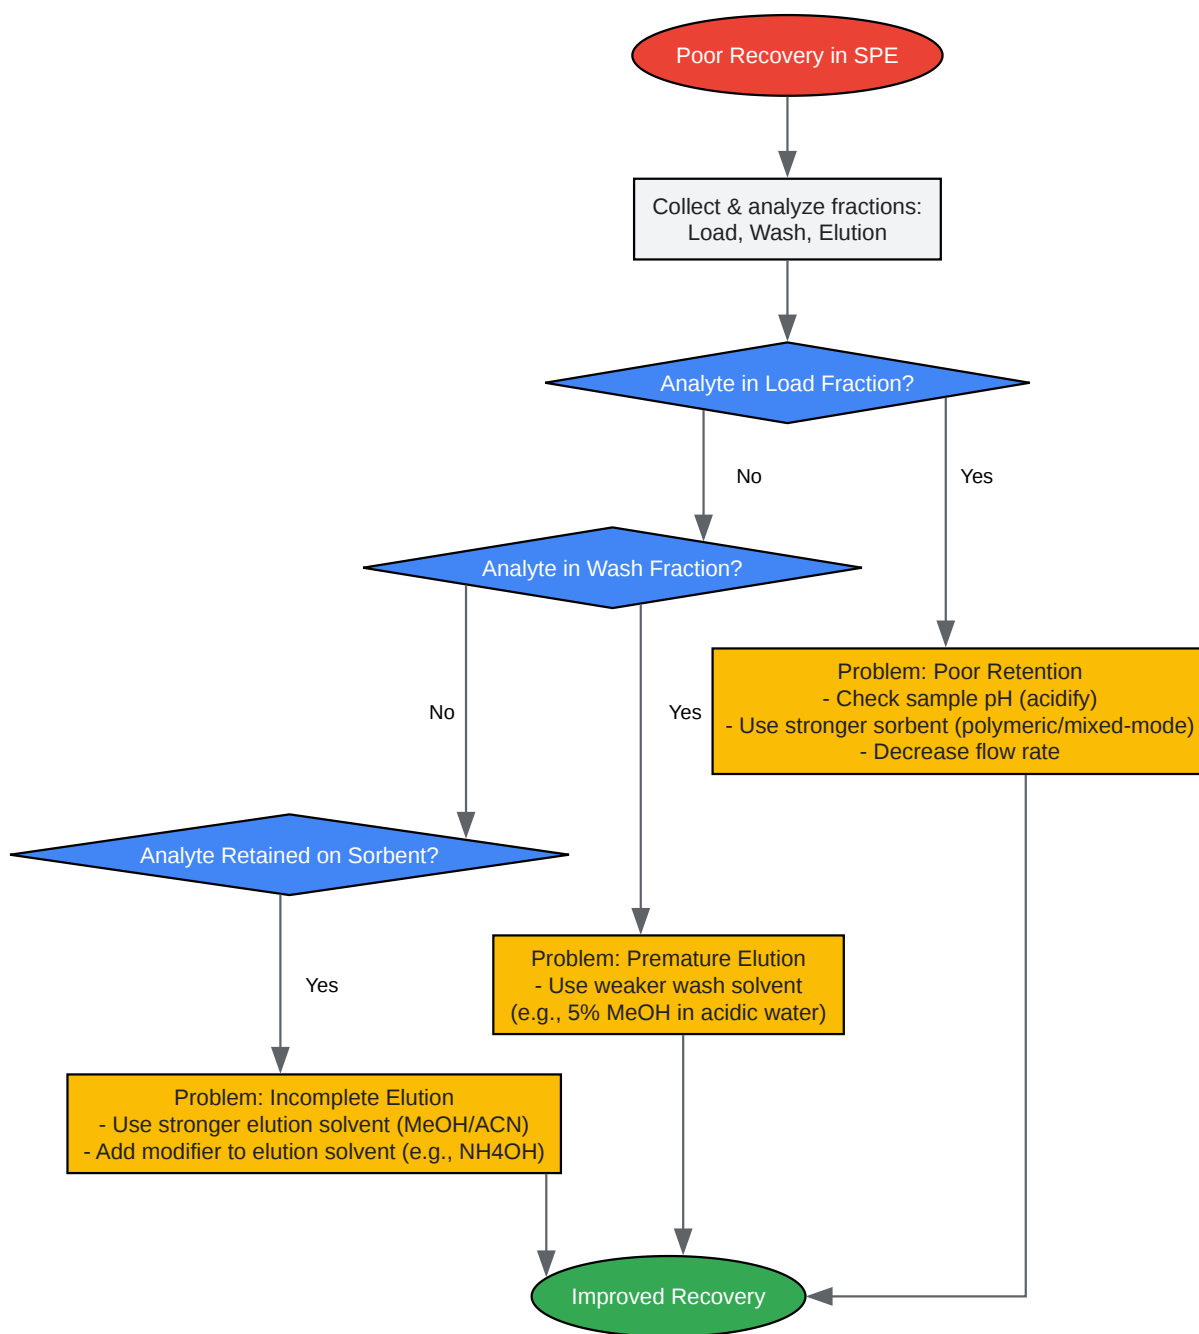 Poor Recovery in SPE
Collect & analyze fractions:
Load, Wash, Elution
Analyte in Load Fraction?
No
Yes
Analyte in Wash Fraction?
Problem: Poor Retention
- Check sample pH (acidify)
- Use stronger sorbent (polymeric/mixed-mode)
- Decrease flow rate
No
Yes
Analyte Retained on Sorbent?
Problem: Premature Elution
- Use weaker wash solvent
(e.g., 5% MeOH in acidic water)
Yes
Problem: Incomplete Elution
- Use stronger elution solvent (MeOH/ACN)
- Add modifier to elution solvent (e.g., NH4OH)
Improved Recovery